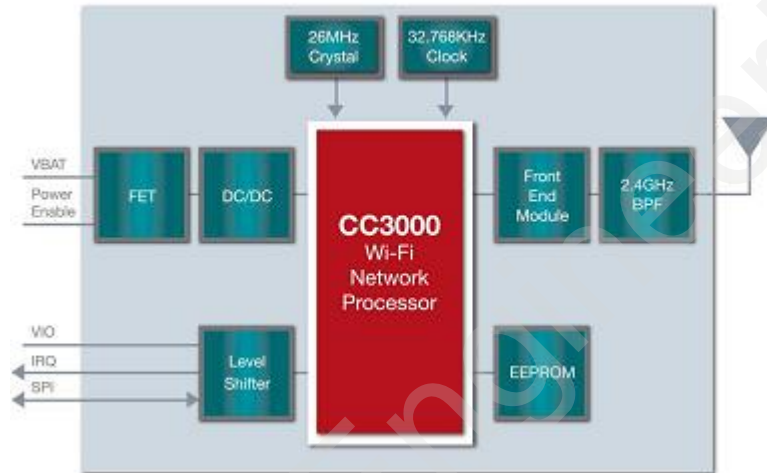 26MHz
Crystal
32.768KHz
Clock
VBAT
Power
Enable
FET
DC/DC
CC3000
Wi-Fi
Network
Processor
Front
End
Module
2.4GHz
BPF
VIO
IRQ
SPI
Level
Shifter
EEPROM